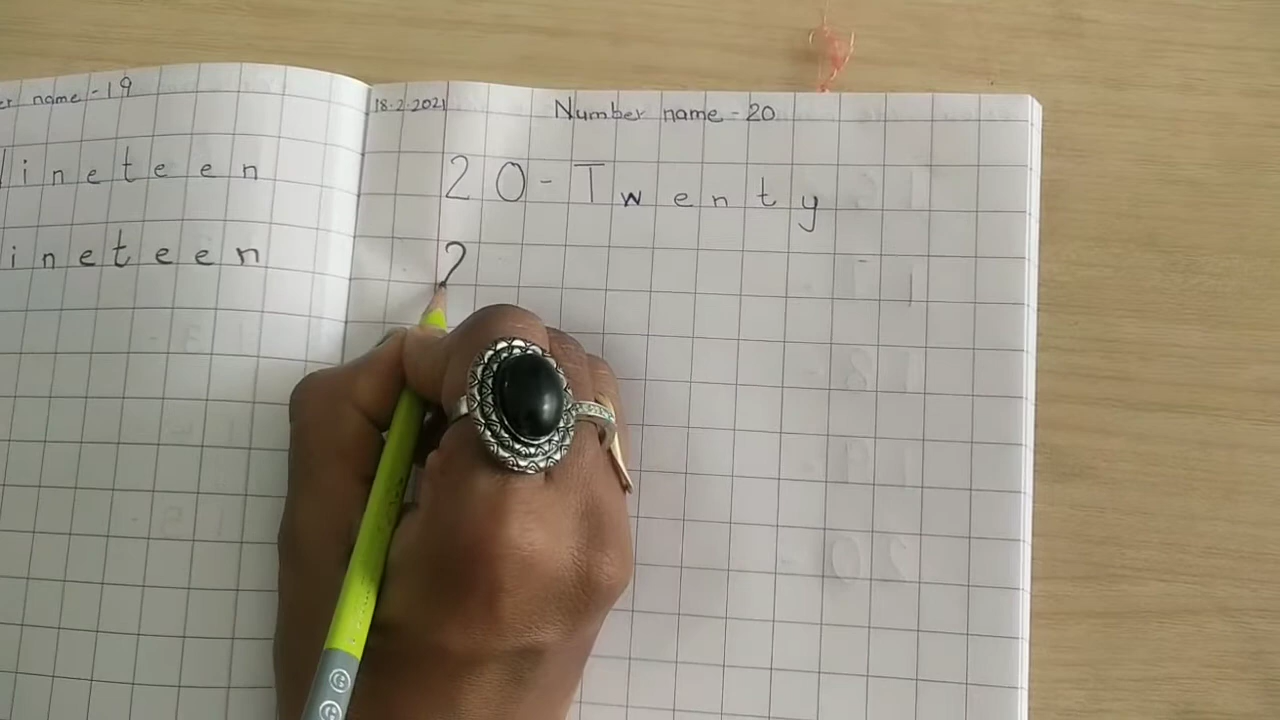 name - 19
ineteen
ineteen
18.2.2021
Number name - 20
20 - Twenty
2